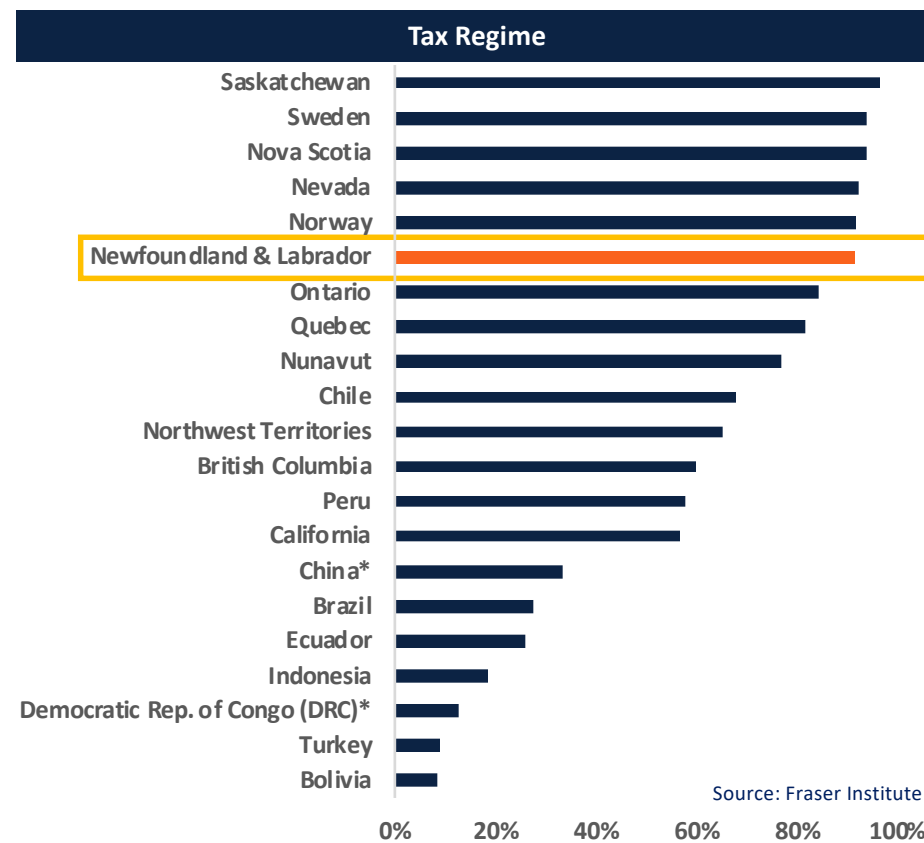 Tax Regime
Saskatchewan
Sweden
Nova Scotia
Nevada
Norway
Newfoundland & Labrador
Ontario
Quebec
Nunavut
Chile
Northwest Territories
British Columbia
Peru
California
China*
Brazil
Ecuador
Indonesia
Democratic Rep. of Congo (DRC)*
Turkey
Bolivia
Source: Fraser Institute
0% 20% 40% 60% 80% 100%